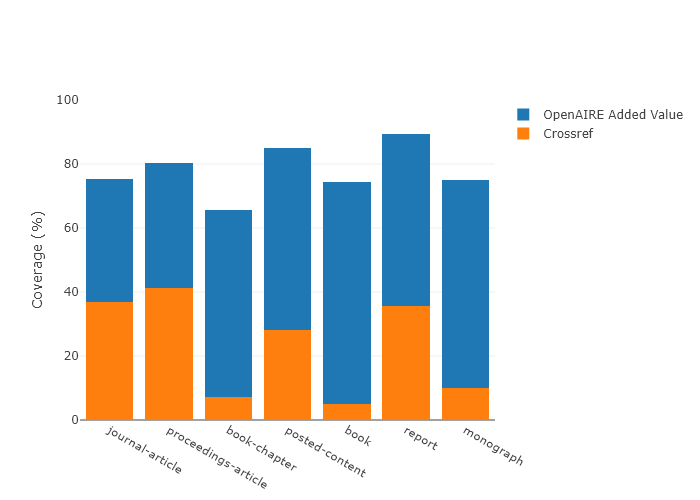 100
80
60
40
20
0
Coverage (%)
journal-article
proceedings-article
book-chapter
posted-content
book
report
monograph
OpenAIRE Added Value
Crossref